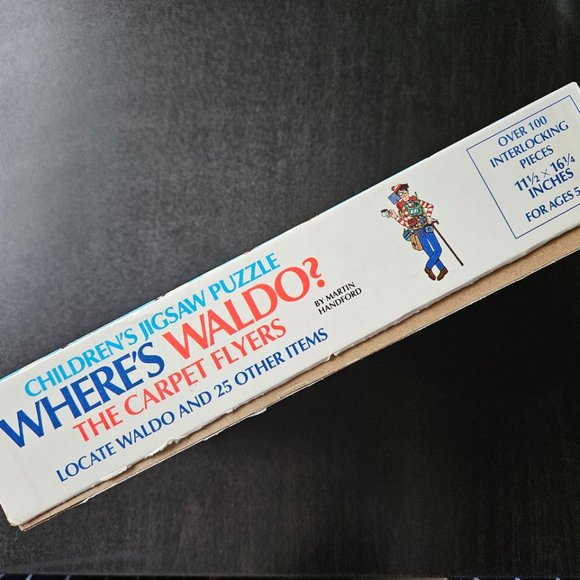 CHILDREN'S JIGSAW PUZZLE
WHERE'S WALDO?
THE CARPET FLYERS
BY MARTIN
HANDFORD
LOCATE WALDO AND 25 OTHER ITEMS
OVER 100
INTERLOCKING
PIECES
11½ × 16¼
INCHES
FOR AGES 5